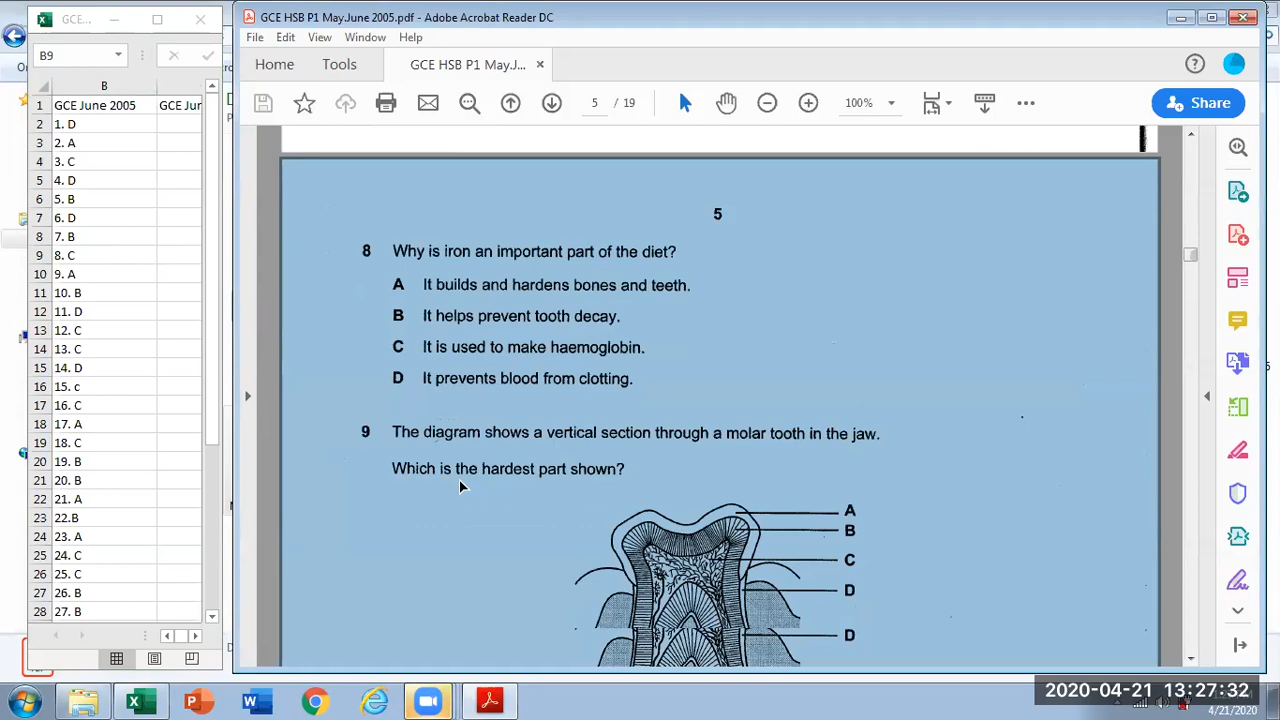 GCE...
B9
B
1 GCE June 2005 GCE Jur
2 1. D
3 2. A
4 3. C
5 4. D
6 5. B
7 6. D
8 7. B
9 8. C
10 9. A
11 10. B
12 11. D
13 12. C
14 13. C
15 14. D
16 15. c
17 16. C
18 17. A
19 18. C
20 19. B
21 20. B
22 21. A
23 22.B
24 23. A
25 24. C
26 25. C
27 26. B
28 27. B
GCE HSB P1 May.June 2005.pdf - Adobe Acrobat Reader DC
File Edit View Window Help
Home Tools GCE HSB P1 May.J... ×
5 / 19 100% Share
5
8 Why is iron an important part of the diet?
A It builds and hardens bones and teeth.
B It helps prevent tooth decay.
C It is used to make haemoglobin.
D It prevents blood from clotting.
9 The diagram shows a vertical section through a molar tooth in the jaw.
Which is the hardest part shown?
A
B
C
D
D
2020-04-21 13:27:32
4/21/2020